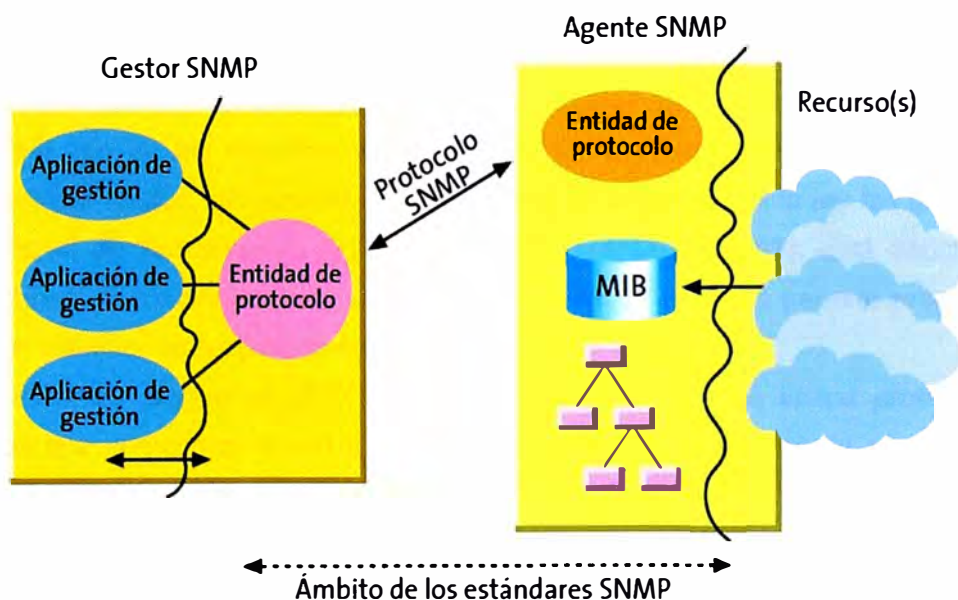 Gestor SNMP
Agente SNMP
Recurso(s)
Aplicación de
gestión
Aplicación de
gestión
Aplicación de
gestión
Entidad de
protocolo
Protocolo
SNMP
Entidad de
protocolo
MIB
Ámbito de los estándares SNMP